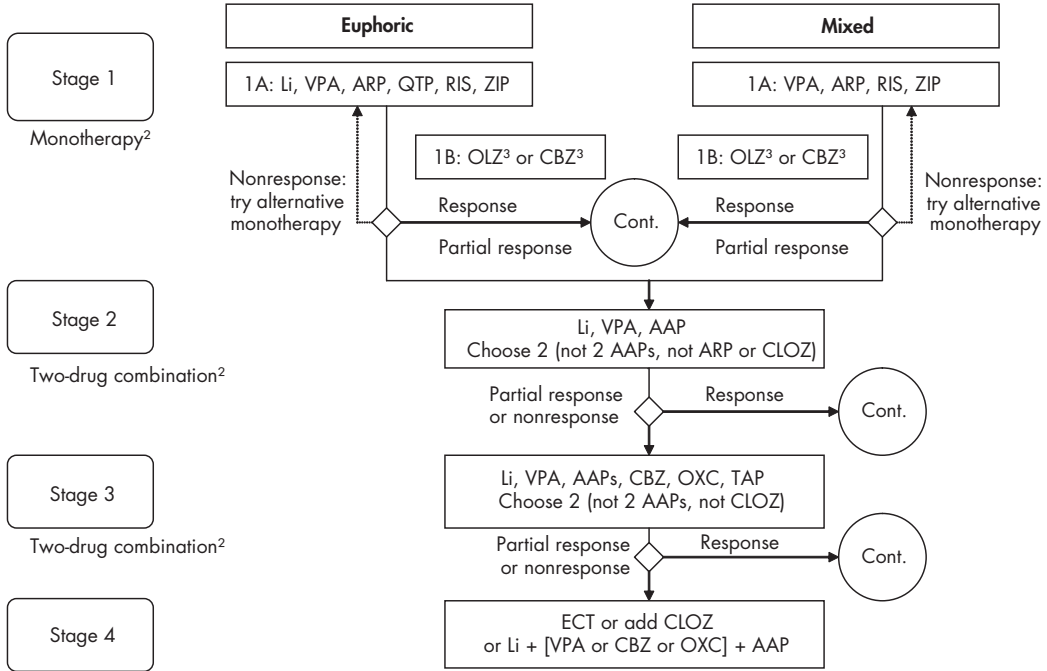 Euphoric
Mixed
Stage 1
1A: Li, VPA, ARP, QTP, RIS, ZIP
1A: VPA, ARP, RIS, ZIP
Monotherapy²
1B: OLZ³ or CBZ³
1B: OLZ³ or CBZ³
Nonresponse:
try alternative
monotherapy
Response
Partial response
Cont.
Response
Partial response
Nonresponse:
try alternative
monotherapy
Stage 2
Li, VPA, AAP
Choose 2 (not 2 AAPs, not ARP or CLOZ)
Two-drug combination²
Partial response
or nonresponse
Response
Cont.
Stage 3
Li, VPA, AAPs, CBZ, OXC, TAP
Choose 2 (not 2 AAPs, not CLOZ)
Two-drug combination²
Partial response
or nonresponse
Response
Cont.
Stage 4
ECT or add CLOZ
or Li + [VPA or CBZ or OXC] + AAP